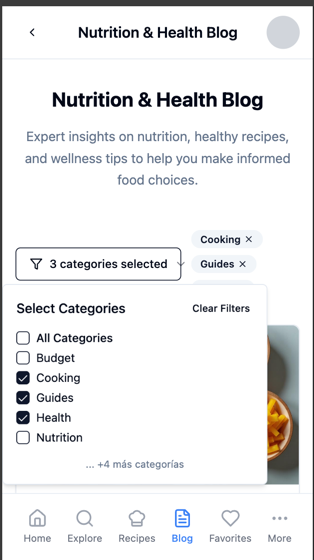 Nutrition & Health Blog
Nutrition & Health Blog
Expert insights on nutrition, healthy recipes,
and wellness tips to help you make informed
food choices.
Cooking ×
3 categories selected
Guides ×
Select Categories
Clear Filters
All Categories
Budget
Cooking
Guides
Health
Nutrition
... +4 más categorías
Home
Explore
Recipes
Blog
Favorites
More